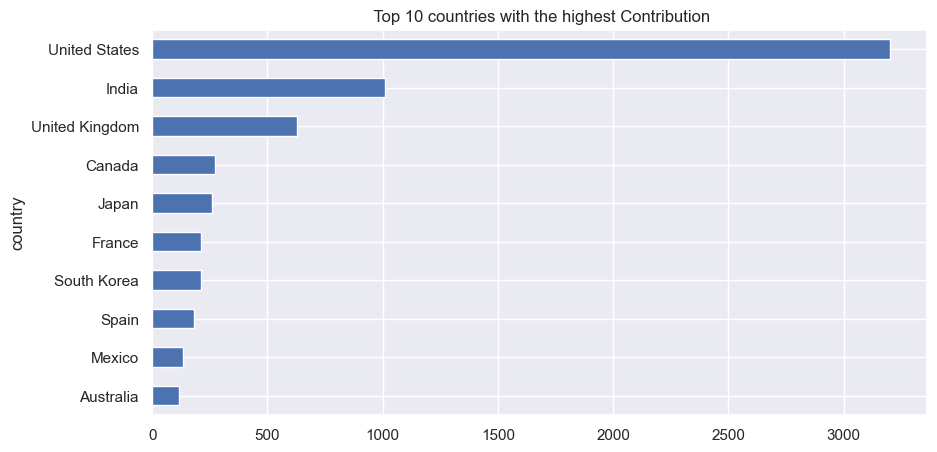 Top 10 countries with the highest Contribution
United States
India
United Kingdom
Canada
Japan
France
South Korea
Spain
Mexico
Australia
country
0 500 1000 1500 2000 2500 3000